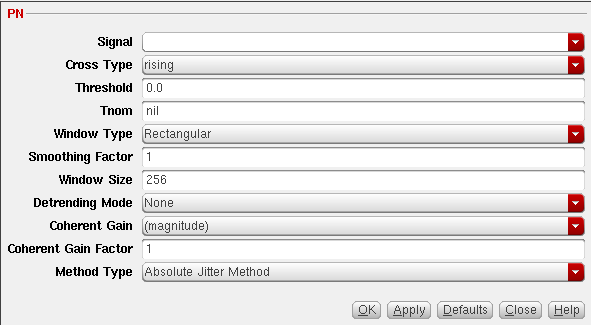 PN
Signal
Cross Type rising
Threshold 0.0
Tnom nil
Window Type Rectangular
Smoothing Factor 1
Window Size 256
Detrending Mode None
Coherent Gain (magnitude)
Coherent Gain Factor 1
Method Type Absolute Jitter Method
OK Apply Defaults Close Help